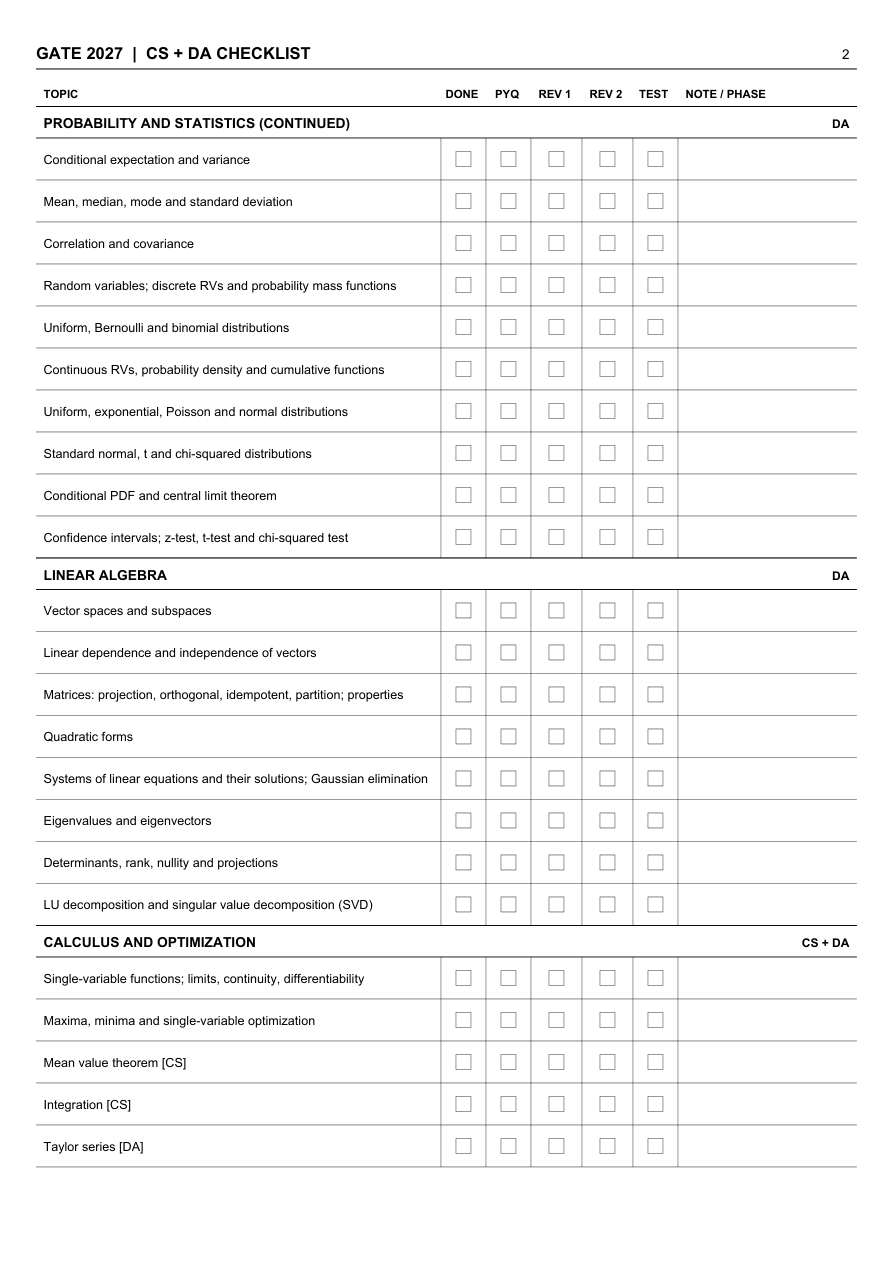 GATE 2027 | CS + DA CHECKLIST 2
TOPIC DONE PYQ REV 1 REV 2 TEST NOTE / PHASE
PROBABILITY AND STATISTICS (CONTINUED) DA
Conditional expectation and variance
Mean, median, mode and standard deviation
Correlation and covariance
Random variables; discrete RVs and probability mass functions
Uniform, Bernoulli and binomial distributions
Continuous RVs, probability density and cumulative functions
Uniform, exponential, Poisson and normal distributions
Standard normal, t and chi-squared distributions
Conditional PDF and central limit theorem
Confidence intervals; z-test, t-test and chi-squared test
LINEAR ALGEBRA DA
Vector spaces and subspaces
Linear dependence and independence of vectors
Matrices: projection, orthogonal, idempotent, partition; properties
Quadratic forms
Systems of linear equations and their solutions; Gaussian elimination
Eigenvalues and eigenvectors
Determinants, rank, nullity and projections
LU decomposition and singular value decomposition (SVD)
CALCULUS AND OPTIMIZATION CS + DA
Single-variable functions; limits, continuity, differentiability
Maxima, minima and single-variable optimization
Mean value theorem [CS]
Integration [CS]
Taylor series [DA]